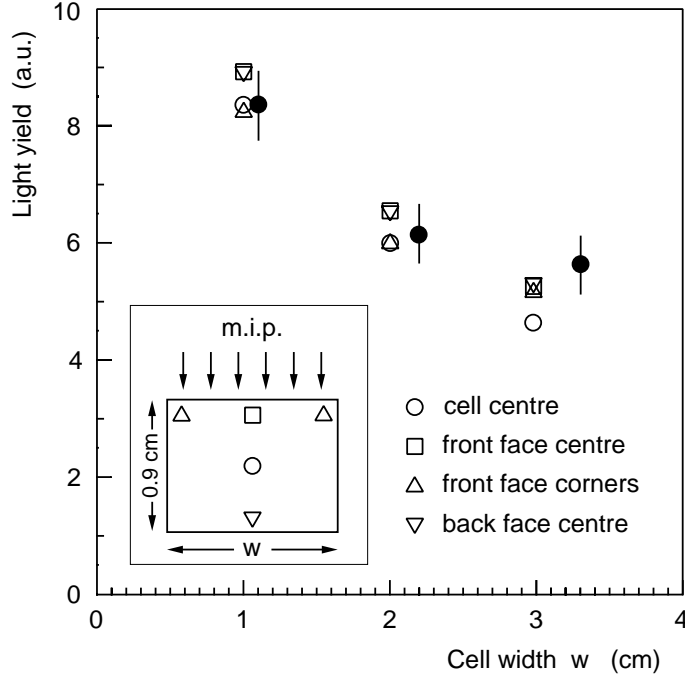 10
8
6
4
2
0
Light yield (a.u.)
m.i.p.
0.9 cm
w
cell centre
front face centre
front face corners
back face centre
0 1 2 3 4
Cell width w (cm)